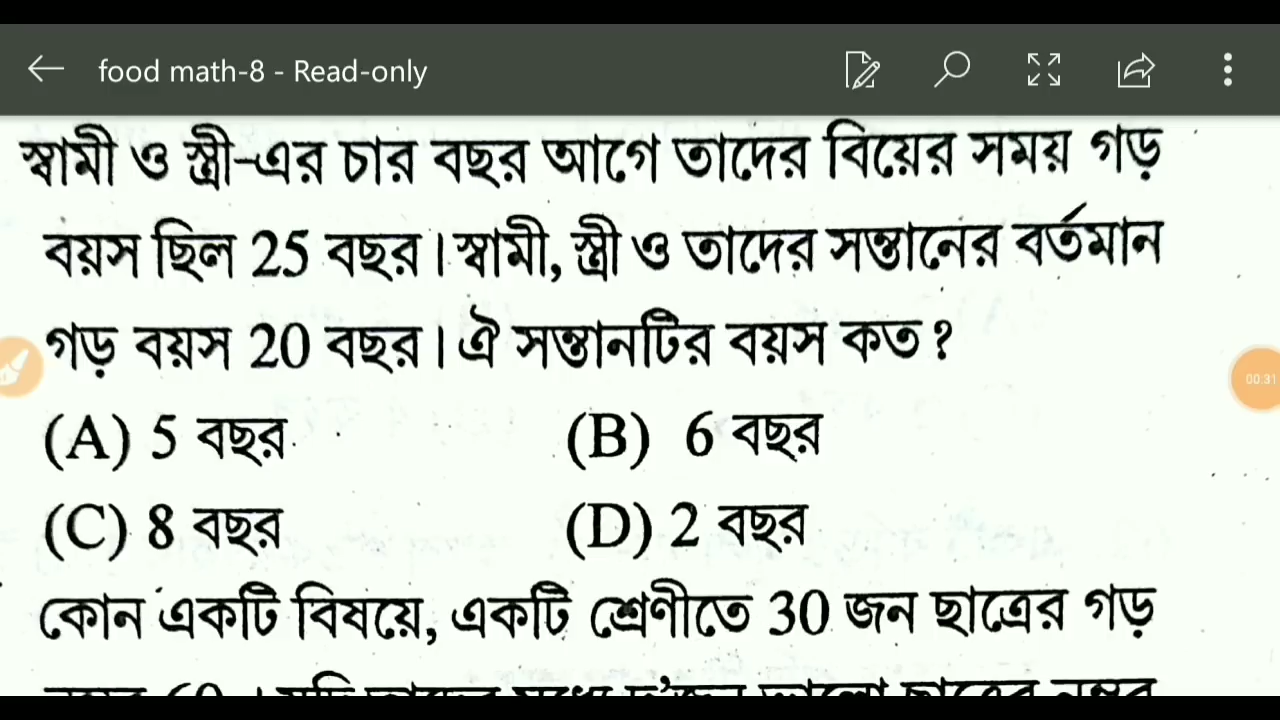 food math-8 - Read-only
স্বামী ও স্ত্রী-এর চার বছর আগে তাদের বিয়ের সময় গড়
বয়স ছিল 25 বছর। স্বামী, স্ত্রী ও তাদের সন্তানের বর্তমান
গড় বয়স 20 বছর। ঐ সন্তানটির বয়স কত ?
00:31
(A) 5 বছর (B) 6 বছর
(C) 8 বছর (D) 2 বছর
কোন একটি বিষয়ে, একটি শ্রেণীতে 30 জন ছাত্রের গড়